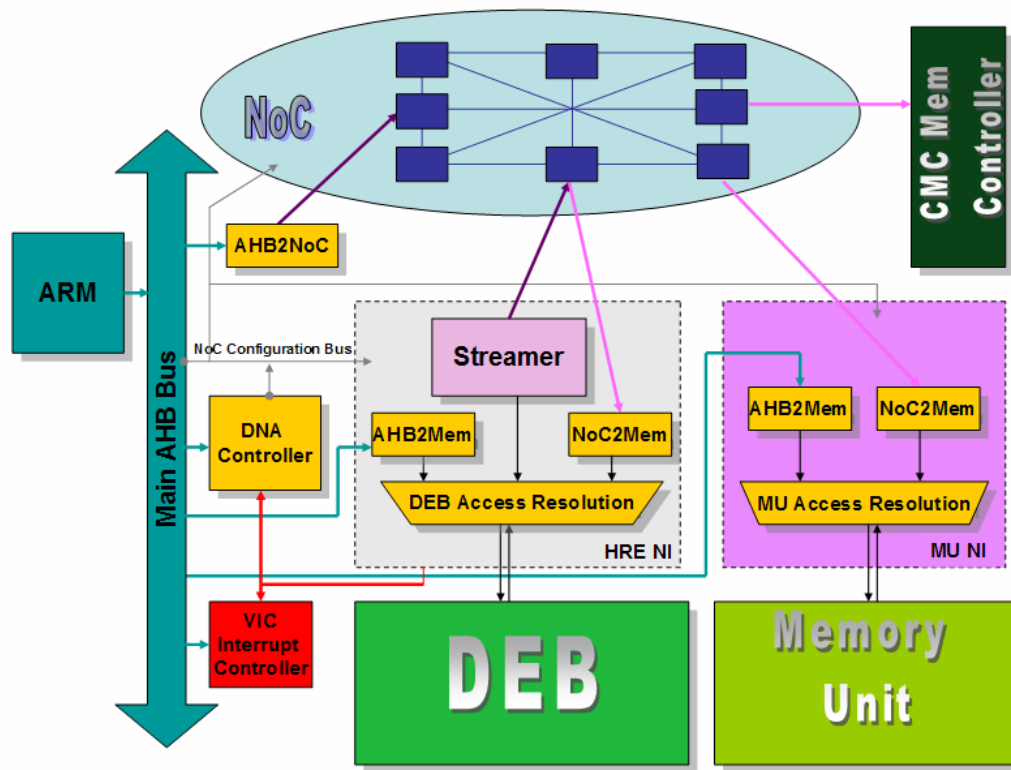 NoC
CMC Mem
Controller
AHB2NoC
ARM
Main AHB Bus
NoC Configuration Bus
Streamer
DNA
Controller
AHB2Mem
NoC2Mem
DEB Access Resolution
HRE NI
AHB2Mem
NoC2Mem
MU Access Resolution
MU NI
VIC
Interrupt
Controller
DEB
Memory
Unit